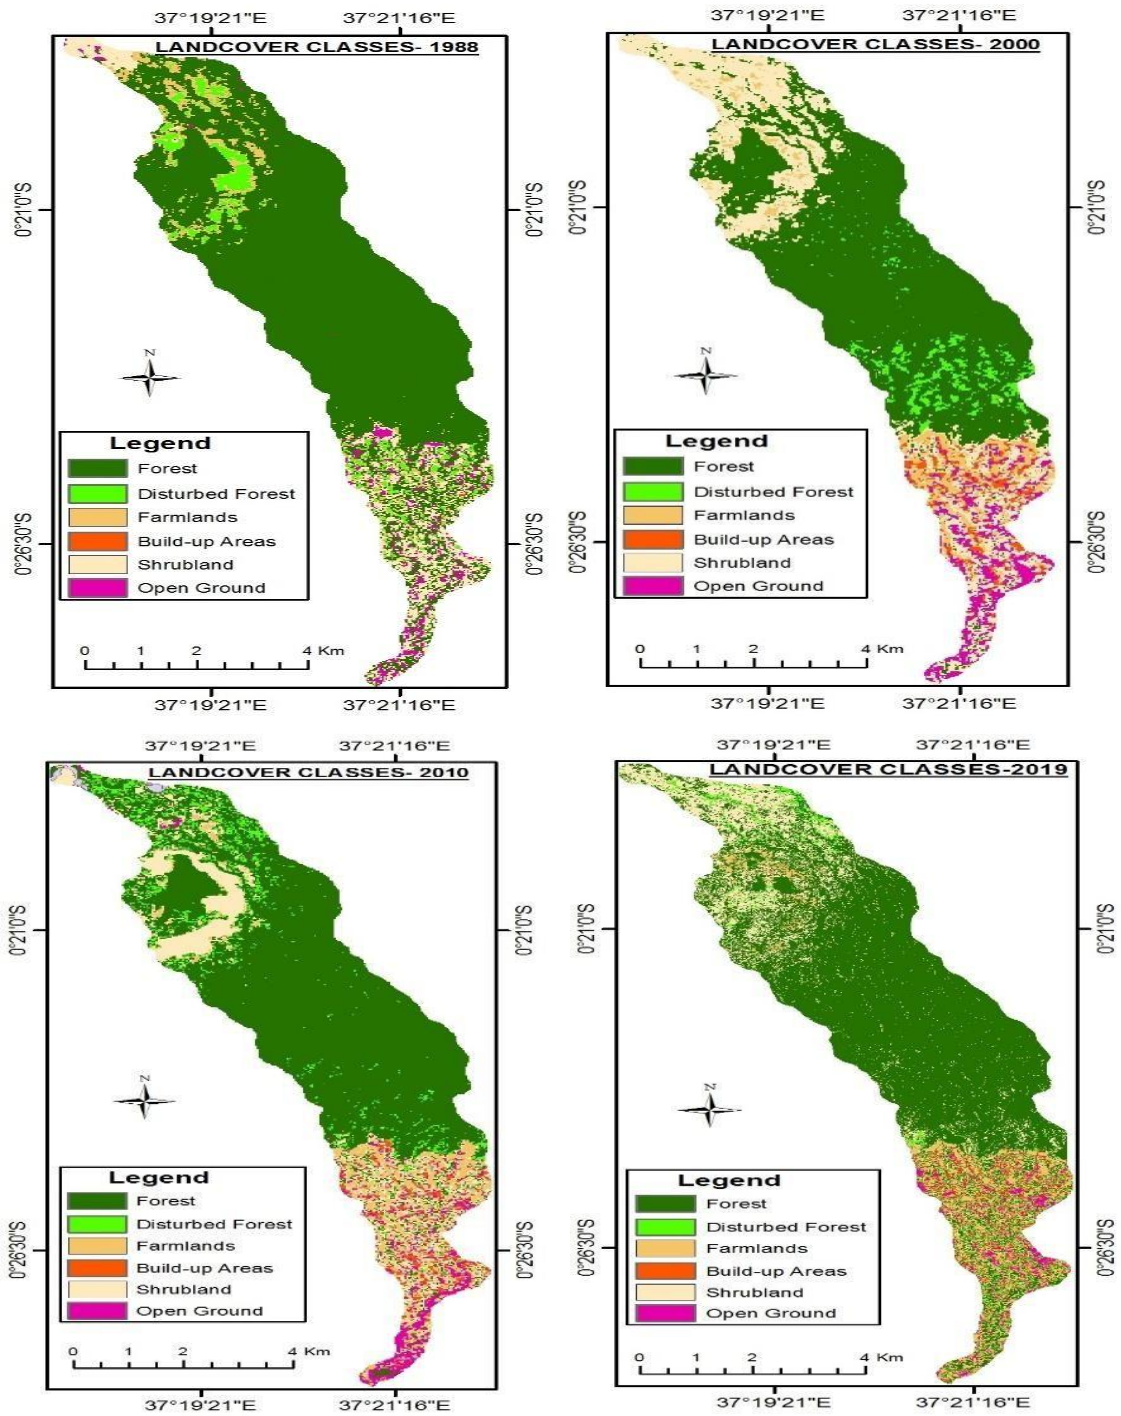 37°19'21"E 37°21'16"E
LANDCOVER CLASSES- 1988
0°21'0"S
0°21'0"S
N
Legend
Forest
Disturbed Forest
Farmlands
Build-up Areas
Shrubland
Open Ground
0°26'30"S
0°26'30"S
0 1 2 4 Km
37°19'21"E 37°21'16"E
37°19'21"E 37°21'16"E
LANDCOVER CLASSES- 2000
0°21'0"S
0°21'0"S
N
Legend
Forest
Disturbed Forest
Farmlands
Build-up Areas
Shrubland
Open Ground
0°26'30"S
0°26'30"S
0 1 2 4 Km
37°19'21"E 37°21'16"E
37°19'21"E 37°21'16"E
LANDCOVER CLASSES- 2010
0°21'0"S
0°21'0"S
N
Legend
Forest
Disturbed Forest
Farmlands
Build-up Areas
Shrubland
Open Ground
0°26'30"S
0°26'30"S
0 1 2 4 Km
37°19'21"E 37°21'16"E
37°19'21"E 37°21'16"E
LANDCOVER CLASSES-2019
0°21'0"S
0°21'0"S
N
Legend
Forest
Disturbed Forest
Farmlands
Build-up Areas
Shrubland
Open Ground
0°26'30"S
0°26'30"S
0 1 2 4 Km
37°19'21"E 37°21'16"E